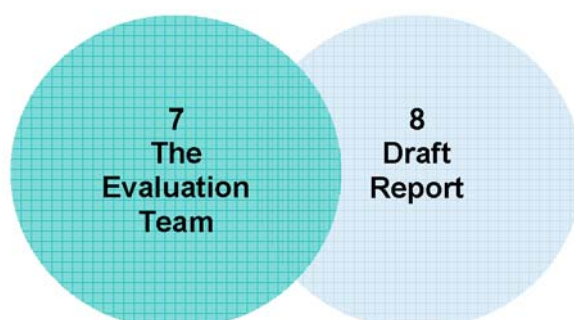 7
The
Evaluation
Team
8
Draft
Report